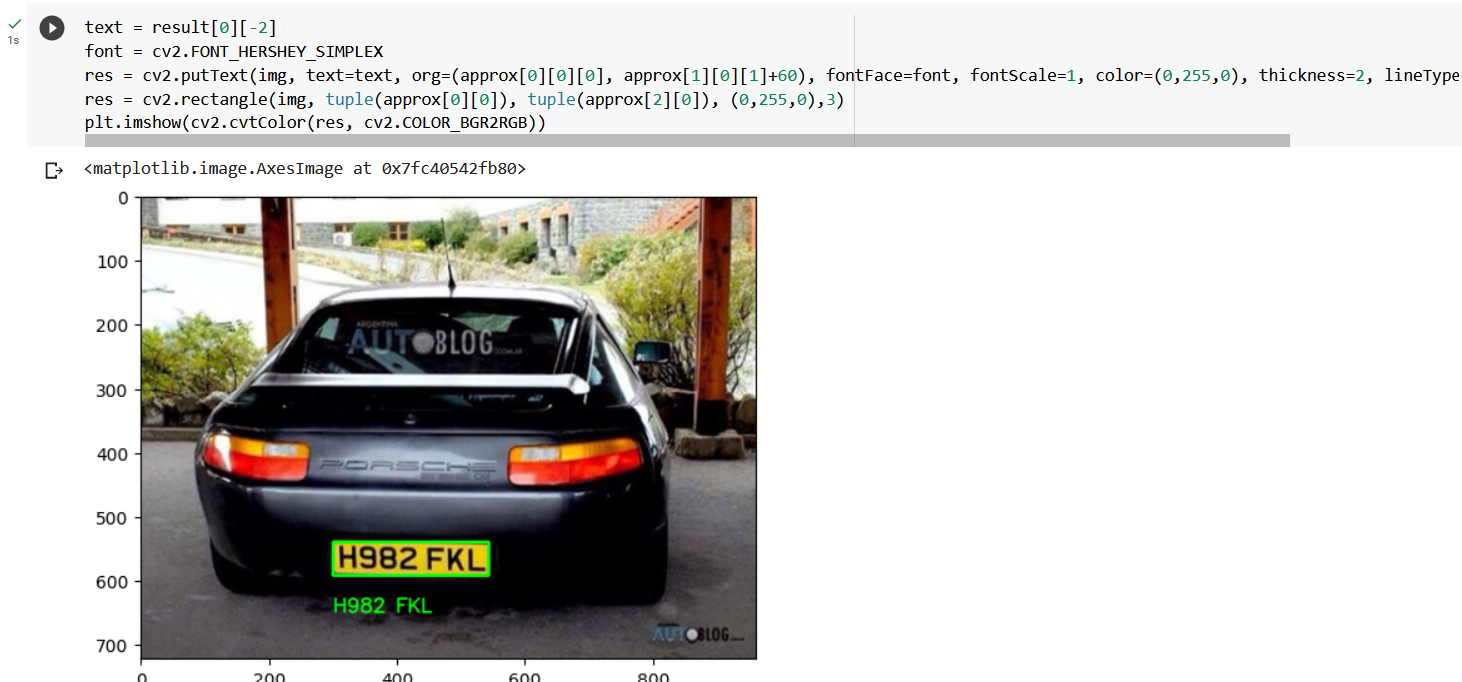 1s
text = result[0][-2]
font = cv2.FONT_HERSHEY_SIMPLEX
res = cv2.putText(img, text=text, org=(approx[0][0][0], approx[1][0][1]+60), fontFace=font, fontScale=1, color=(0,255,0), thickness=2, lineType
res = cv2.rectangle(img, tuple(approx[0][0]), tuple(approx[2][0]), (0,255,0),3)
plt.imshow(cv2.cvtColor(res, cv2.COLOR_BGR2RGB))
<matplotlib.image.AxesImage at 0x7fc40542fb80>
0
100
200
ARGENTINA
AUTOBLOG
.COM.AR
300
400
PORSCHE
500
H982 FKL
600
H982 FKL
AUTOBLOG
700
0 200 400 600 800